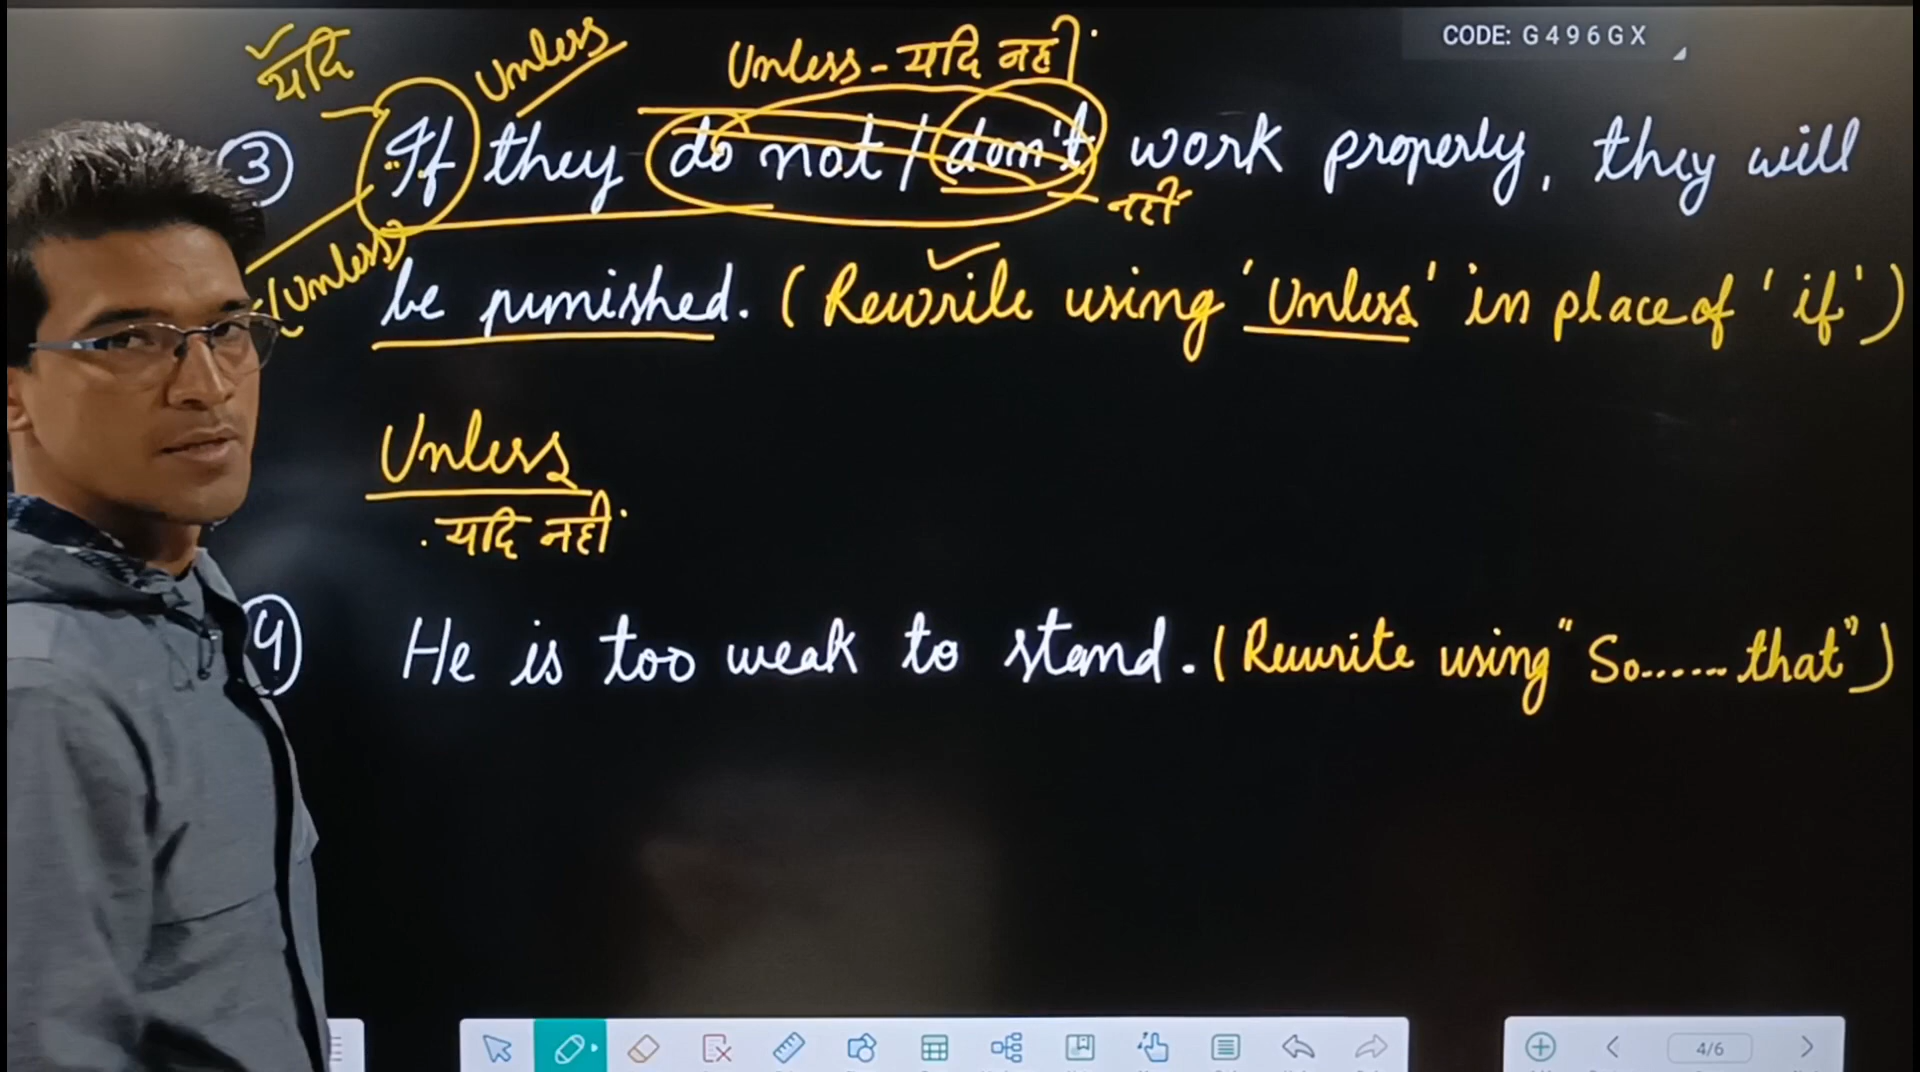 CODE: G496GX
यदि Unless Unless - यदि नहीं
③ If they do not / don't work properly, they will
नहीं
(Unless)
be punished. (Rewrite using 'Unless' in place of 'if')
Unless
यदि नहीं
④ He is too weak to stand. (Rewrite using "So...... that")
4/6